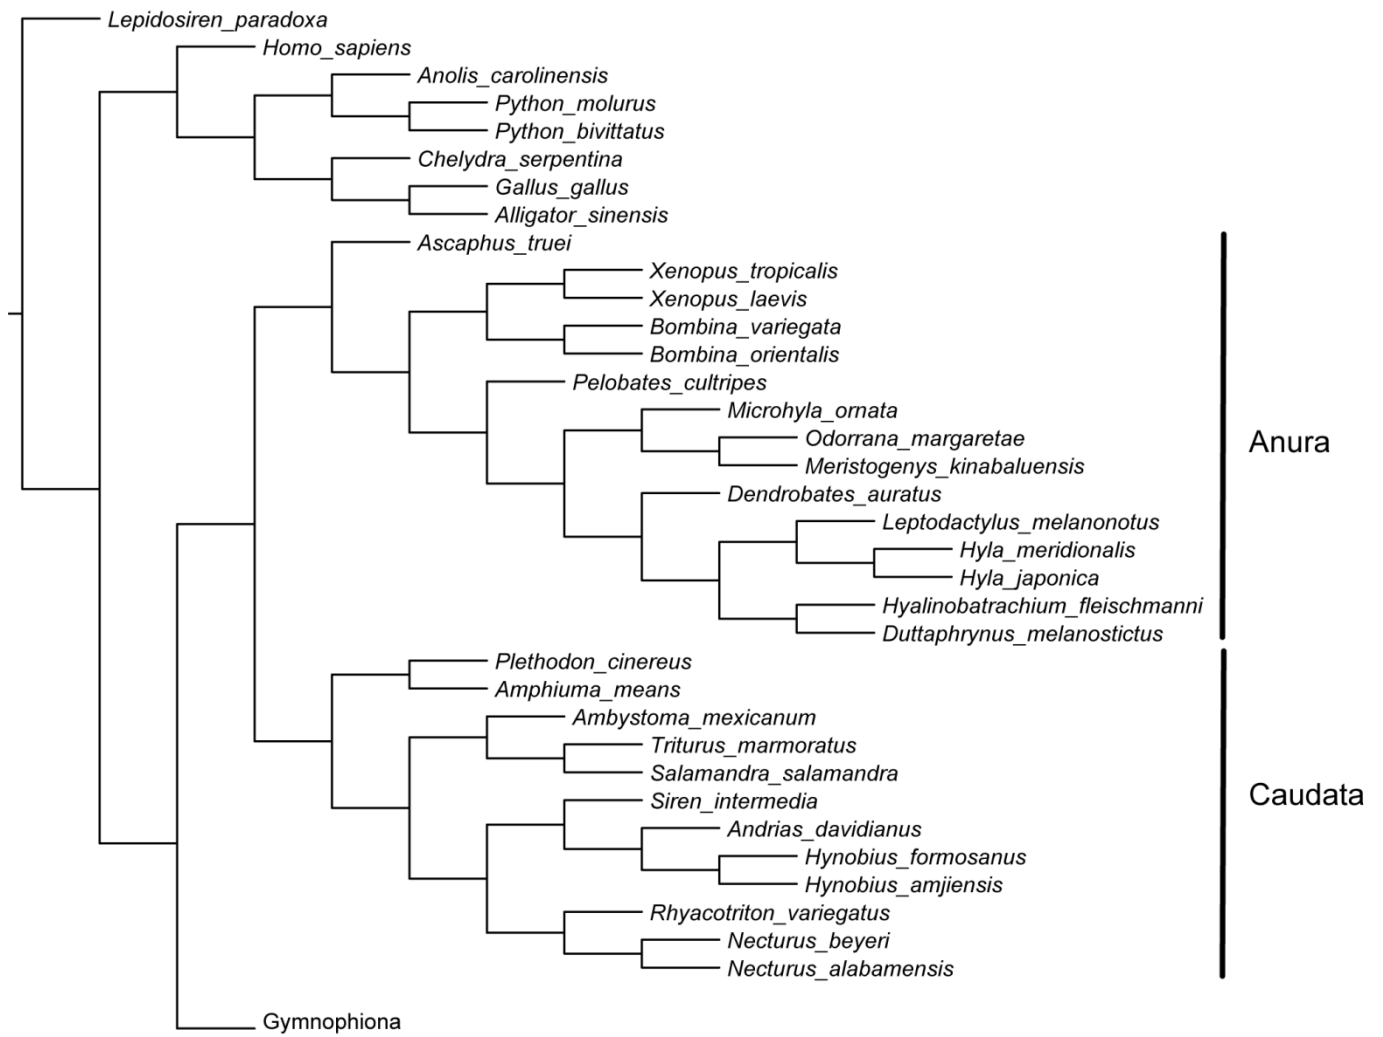 Lepidosiren_paradoxa
Homo_sapiens
Anolis_carolinensis
Python_molurus
Python_bivittatus
Chelydra_serpentina
Gallus_gallus
Alligator_sinensis
Ascaphus_truei
Xenopus_tropicalis
Xenopus_laevis
Bombina_variegata
Bombina_orientalis
Pelobates_cultripes
Microhyla_ornata
Odorrana_margaretae
Anura
Meristogenys_kinabaluensis
Dendrobates_auratus
Leptodactylus_melanonotus
Hyla_meridionalis
Hyla_japonica
Hyalinobatrachium_fleischmanni
Duttaphrynus_melanostictus
Plethodon_cinereus
Amphiuma_means
Ambystoma_mexicanum
Triturus_marmoratus
Salamandra_salamandra
Caudata
Siren_intermedia
Andrias_davidianus
Hynobius_formosanus
Hynobius_amjiensis
Rhyacotriton_variegatus
Necturus_beyeri
Necturus_alabamensis
Gymnophiona